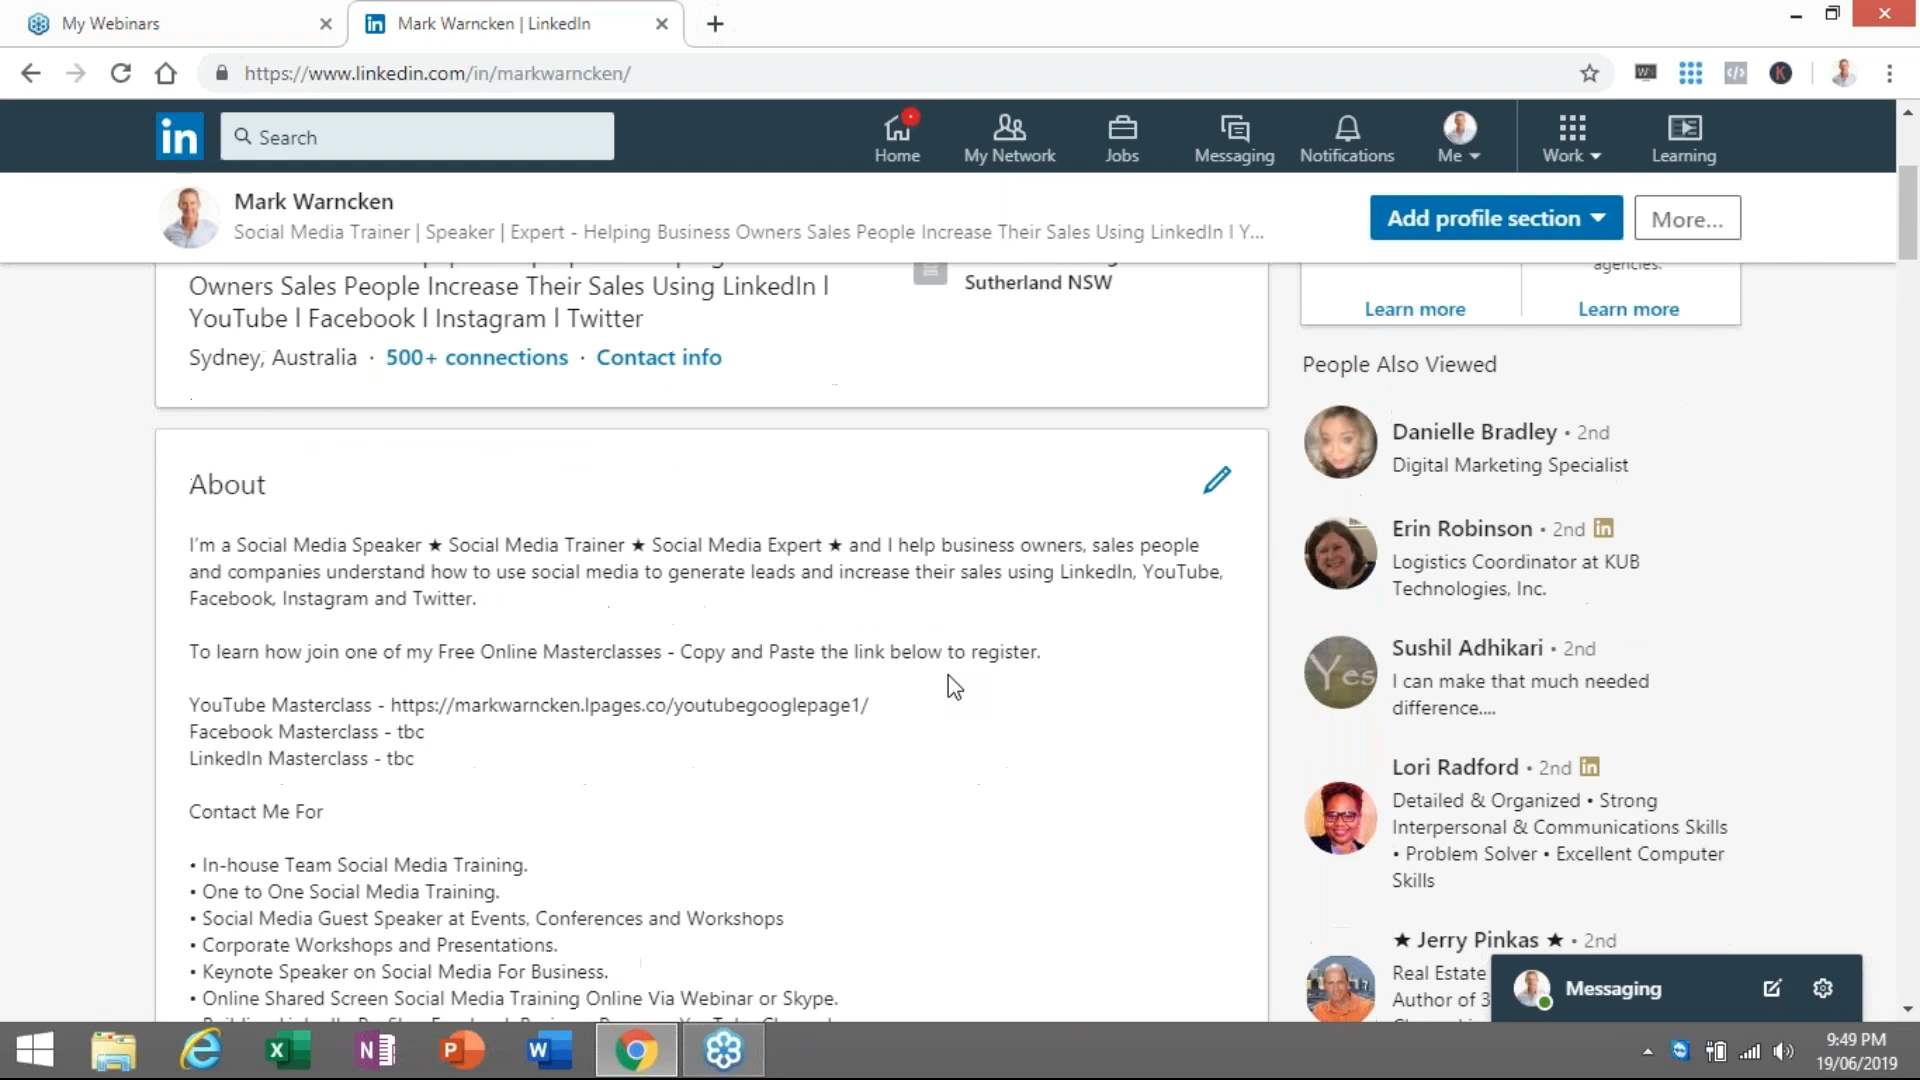 My Webinars
Mark Warncken | LinkedIn
https://www.linkedin.com/in/markwarncken/
in
Search
Home
My Network
Jobs
Messaging
Notifications
Me
Work
Learning
Mark Warncken
Social Media Trainer | Speaker | Expert - Helping Business Owners Sales People Increase Their Sales Using LinkedIn l Y...
Add profile section
More...
Owners Sales People Increase Their Sales Using LinkedIn l
YouTube l Facebook l Instagram l Twitter
Sydney, Australia · 500+ connections · Contact info
Sutherland NSW
agencies.
Learn more
Learn more
About
I'm a Social Media Speaker ★ Social Media Trainer ★ Social Media Expert ★ and I help business owners, sales people
and companies understand how to use social media to generate leads and increase their sales using LinkedIn, YouTube,
Facebook, Instagram and Twitter.
To learn how join one of my Free Online Masterclasses - Copy and Paste the link below to register.
YouTube Masterclass - https://markwarncken.lpages.co/youtubegooglepage1/
Facebook Masterclass - tbc
LinkedIn Masterclass - tbc
Contact Me For
• In-house Team Social Media Training.
• One to One Social Media Training.
• Social Media Guest Speaker at Events, Conferences and Workshops
• Corporate Workshops and Presentations.
• Keynote Speaker on Social Media For Business.
• Online Shared Screen Social Media Training Online Via Webinar or Skype.
People Also Viewed
Danielle Bradley • 2nd
Digital Marketing Specialist
Erin Robinson • 2nd in
Logistics Coordinator at KUB
Technologies, Inc.
Yes
Sushil Adhikari • 2nd
I can make that much needed
difference....
Lori Radford • 2nd in
Detailed & Organized • Strong
Interpersonal & Communications Skills
• Problem Solver • Excellent Computer
Skills
★ Jerry Pinkas ★ • 2nd
Real Estate
Author of 3
Messaging
9:49 PM
19/06/2019